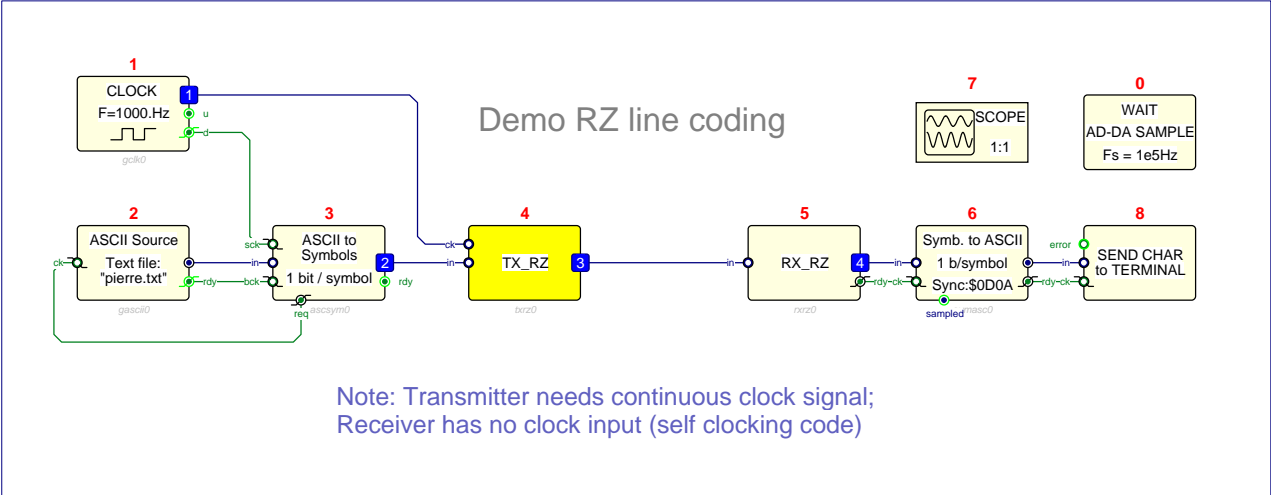 1
CLOCK
F=1000.Hz
1
u
d
gclk0
Demo RZ line coding
7
SCOPE
1:1
0
WAIT
AD-DA SAMPLE
Fs = 1e5Hz
2
ASCII Source
Text file:
"pierre.txt"
ck
rdy
gascii0
3
ASCII to
Symbols
1 bit / symbol
sck
in
bck
req
2
rdy
ascsym0
4
TX_RZ
ck
in
3
txrz0
5
RX_RZ
in
4
rdy-ck
rxrz0
6
Symb. to ASCII
1 b/symbol
Sync:$0D0A
in
sampled
masc0
8
SEND CHAR
to TERMINAL
error
in
rdy-ck
Note: Transmitter needs continuous clock signal;
Receiver has no clock input (self clocking code)